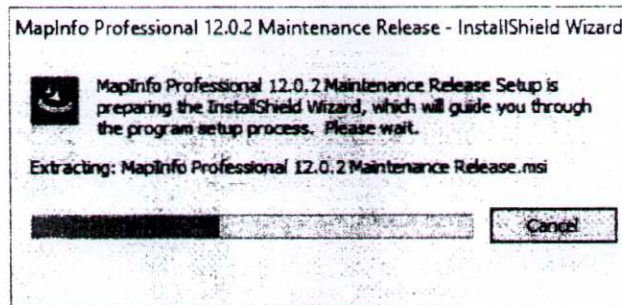 MapInfo Professional 12.0.2 Maintenance Release - InstallShield Wizard
MapInfo Professional 12.0.2 Maintenance Release Setup is
preparing the InstallShield Wizard, which will guide you through
the program setup process. Please wait.
Extracting: MapInfo Professional 12.0.2 Maintenance Release.msi
Cancel